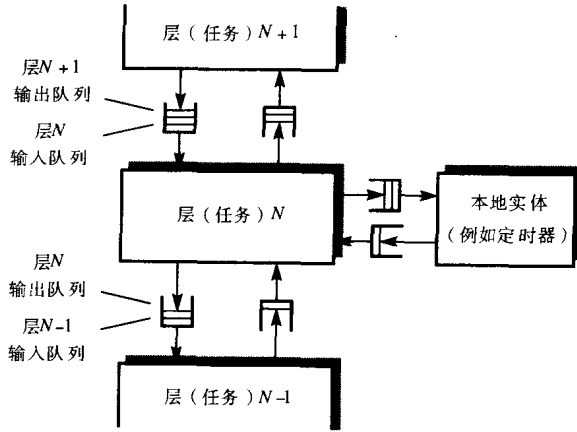 层（任务）N+1
层N+1
输出队列
层N
输入队列
层（任务）N
本地实体
（例如定时器）
层N
输出队列
层N-1
输入队列
层（任务）N-1